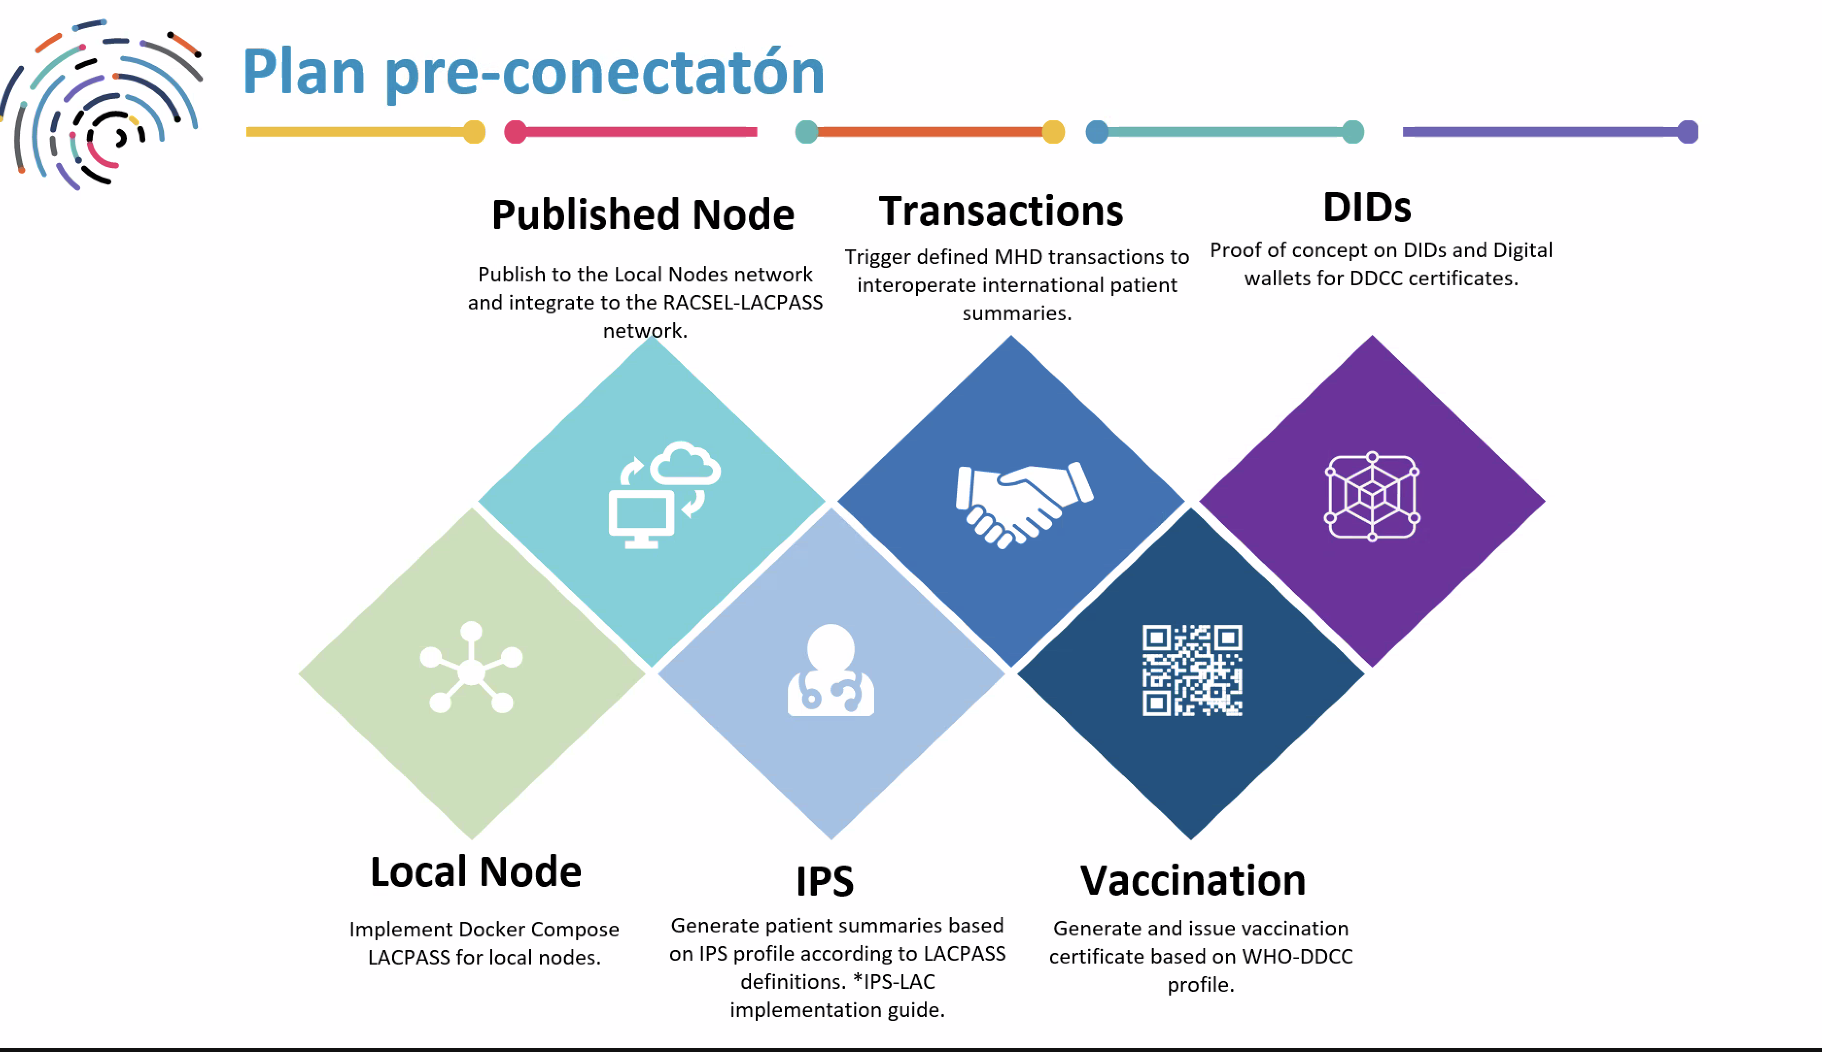 Plan pre-conectatón
Published Node
Publish to the Local Nodes network
and integrate to the RACSEL-LACPASS
network.
Transactions
Trigger defined MHD transactions to
interoperate international patient
summaries.
DIDs
Proof of concept on DIDs and Digital
wallets for DDCC certificates.
Local Node
Implement Docker Compose
LACPASS for local nodes.
IPS
Generate patient summaries based
on IPS profile according to LACPASS
definitions. *IPS-LAC
implementation guide.
Vaccination
Generate and issue vaccination
certificate based on WHO-DDCC
profile.